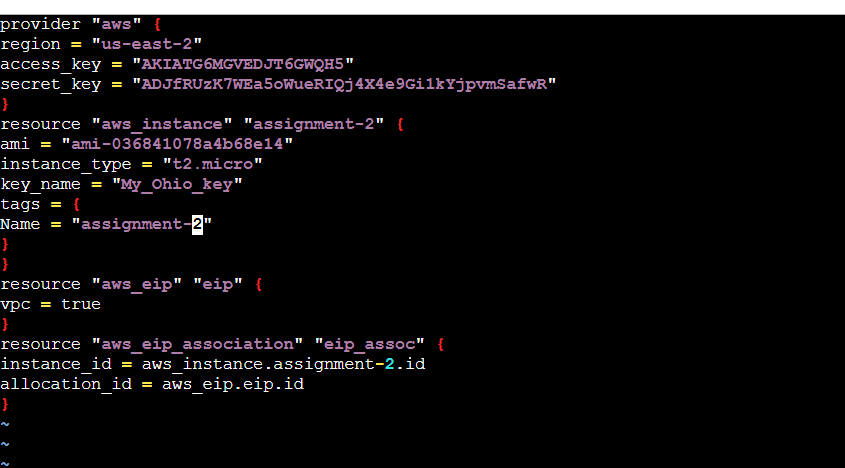 provider "aws" {
region = "us-east-2"
access_key = "AKIATG6MGVEDJT6GWQH5"
secret_key = "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"
}
resource "aws_instance" "assignment-2" {
ami = "ami-036841078a4b68e14"
instance_type = "t2.micro"
key_name = "My_Ohio_key"
tags = {
Name = "assignment-2"
}
}
resource "aws_eip" "eip" {
vpc = true
}
resource "aws_eip_association" "eip_assoc" {
instance_id = aws_instance.assignment-2.id
allocation_id = aws_eip.eip.id
}
~
~
~